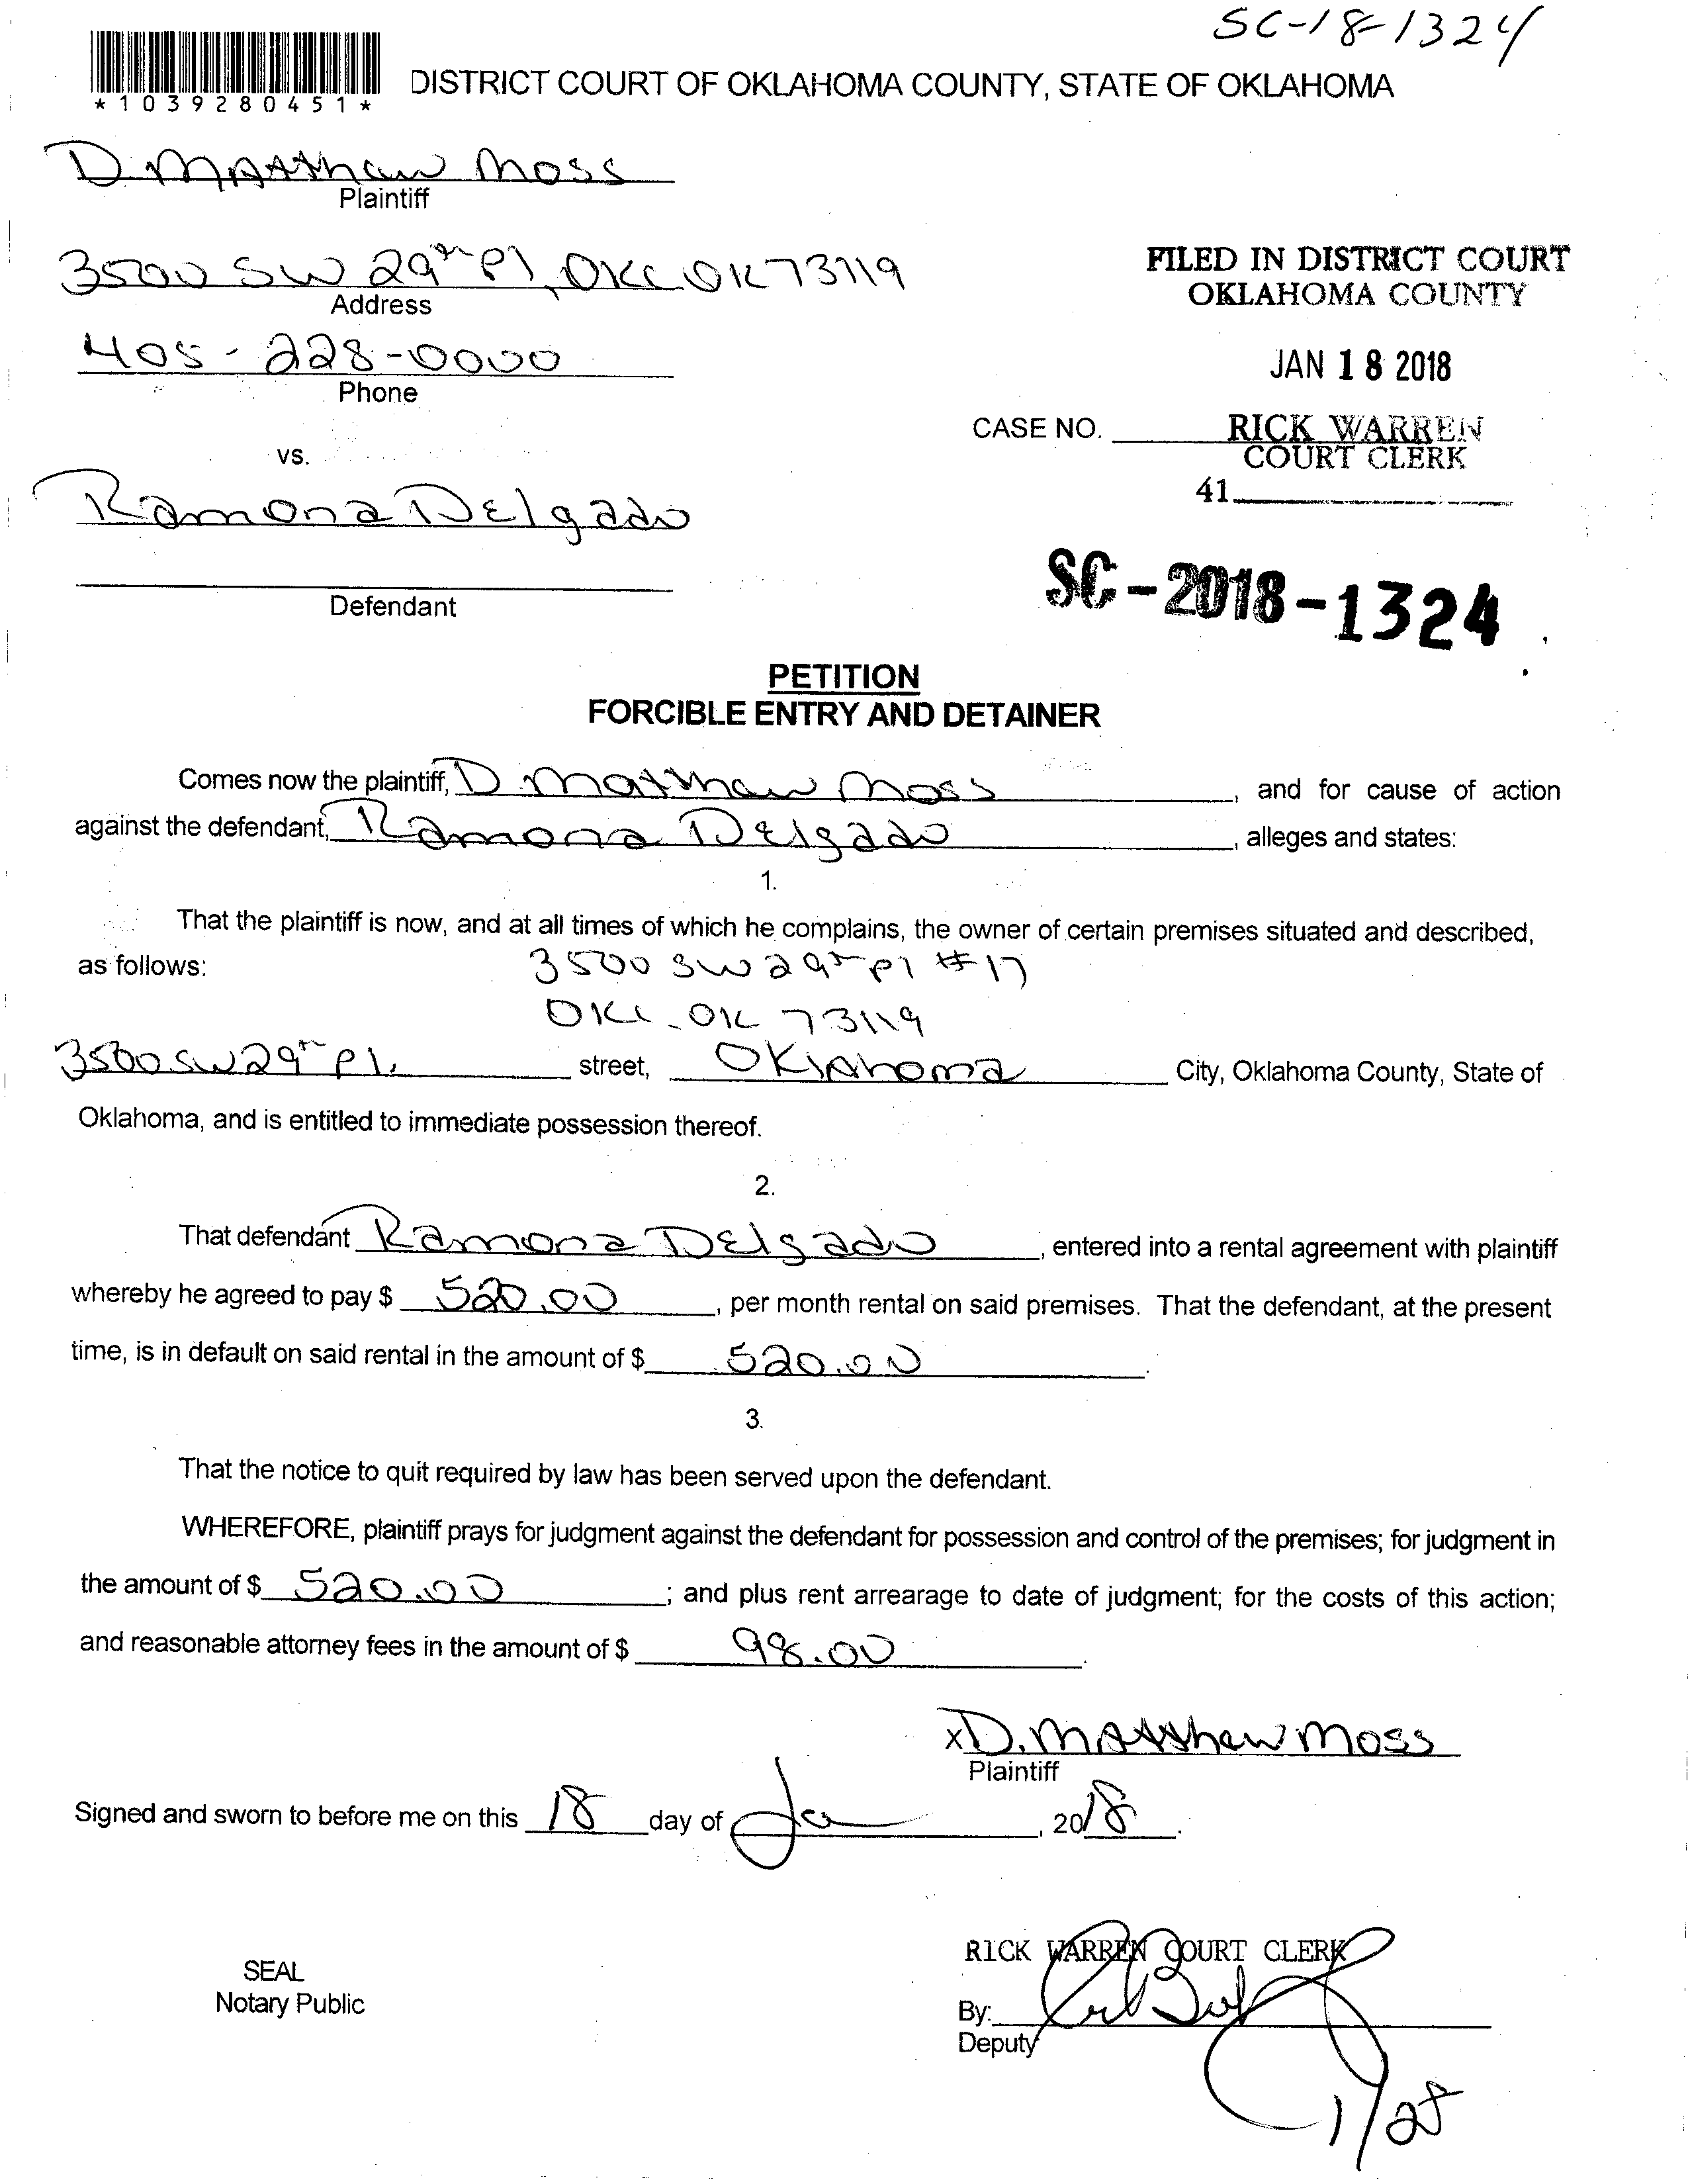 SC-18-1324
*1039280451*
DISTRICT COURT OF OKLAHOMA COUNTY, STATE OF OKLAHOMA
D. Matthew Moss
Plaintiff
3500 SW 29th Pl, OKC OK 73119
Address
405-228-0000
Phone
vs.
Ramona Delgado
Defendant
FILED IN DISTRICT COURT
OKLAHOMA COUNTY
JAN 18 2018
CASE NO. RICK WARREN
COURT CLERK
41
SC-2018-1324
PETITION
FORCIBLE ENTRY AND DETAINER
Comes now the plaintiff, D Matthew Moss, and for cause of action
against the defendant, Ramona Delgado, alleges and states:
1.
That the plaintiff is now, and at all times of which he complains, the owner of certain premises situated and described,
as follows: 3500 SW 29th Pl #17
OKC OK 73119
3500 SW 29th Pl. street, Oklahoma City, Oklahoma County, State of
Oklahoma, and is entitled to immediate possession thereof.
2.
That defendant Ramona Delgado, entered into a rental agreement with plaintiff
whereby he agreed to pay $ 520.00, per month rental on said premises. That the defendant, at the present
time, is in default on said rental in the amount of $ 520.00.
3.
That the notice to quit required by law has been served upon the defendant.
WHEREFORE, plaintiff prays for judgment against the defendant for possession and control of the premises; for judgment in
the amount of $ 520.00; and plus rent arrearage to date of judgment; for the costs of this action;
and reasonable attorney fees in the amount of $ 98.00.
x D. Matthew Moss
Plaintiff
Signed and sworn to before me on this 18 day of Ja, 2018.
SEAL
Notary Public
RICK WARREN COURT CLERK
By:
Deputy
1/28